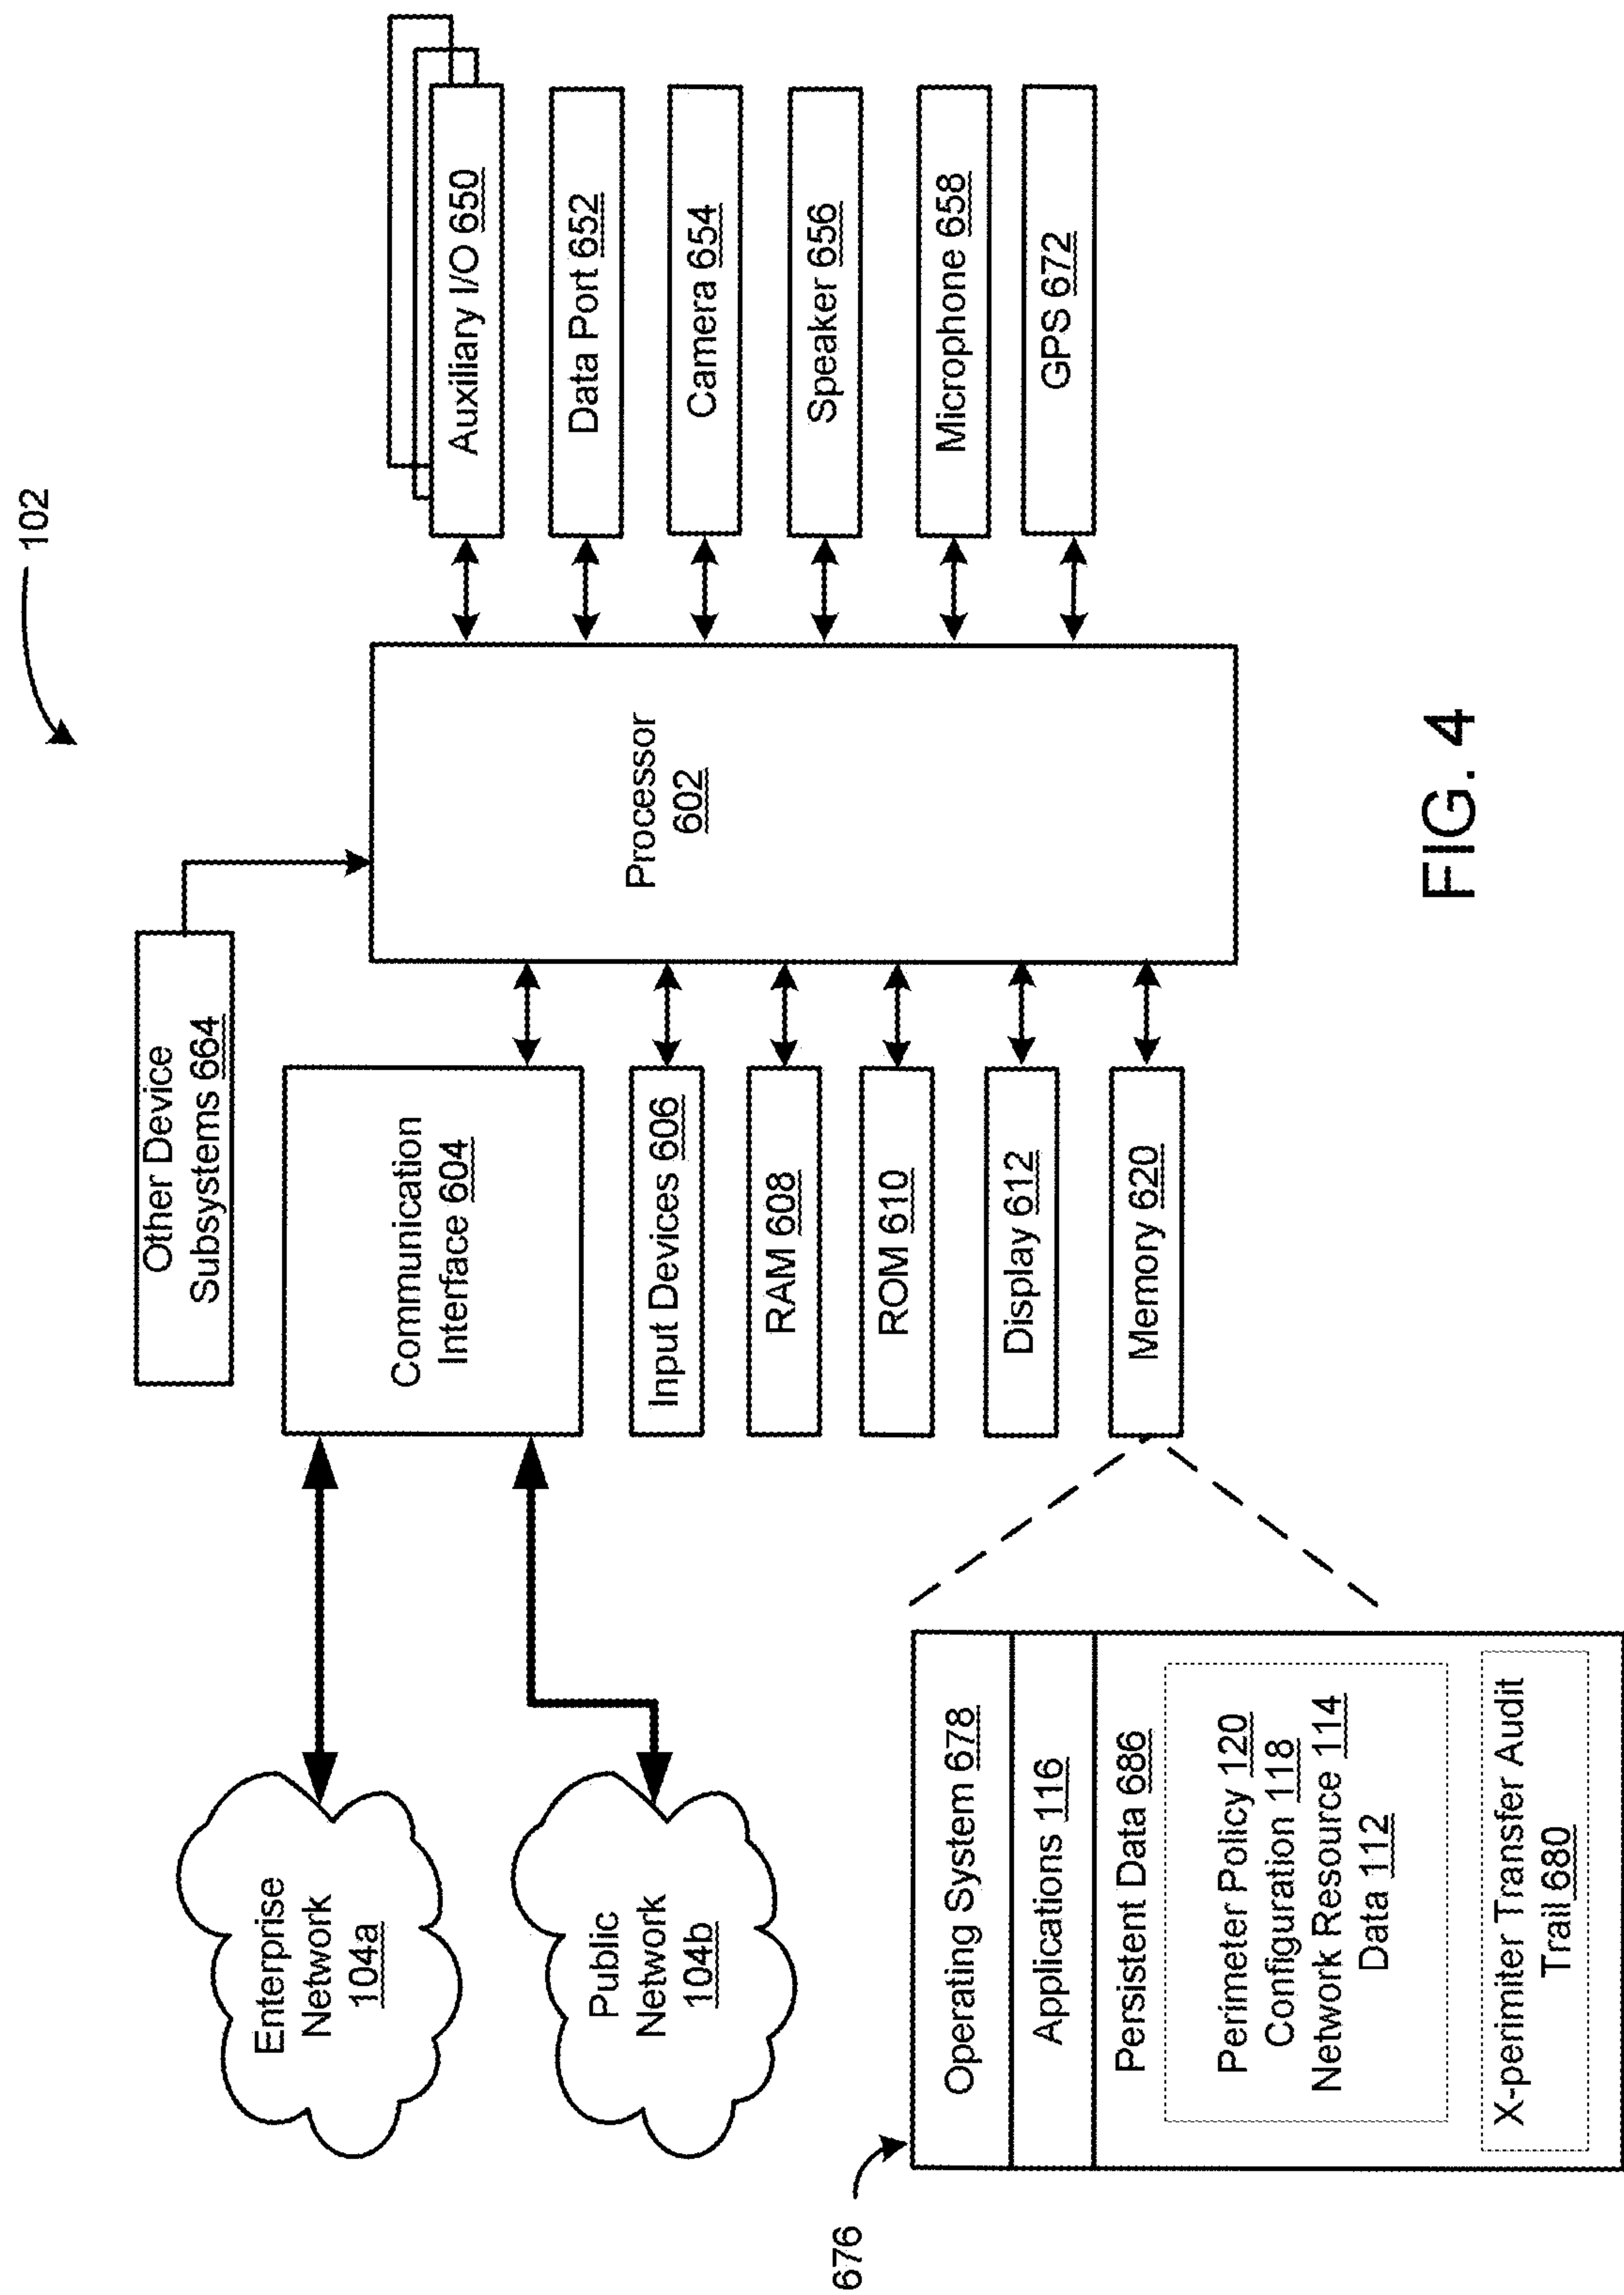 102
Other Device
Subsystems 664
Enterprise
Network
104a
Public
Network
104b
Communication
Interface 604
Input Devices 606
RAM 608
ROM 610
Display 612
Memory 620
Processor
602
Auxiliary I/O 650
Data Port 652
Camera 654
Speaker 656
Microphone 658
GPS 672
676
Operating System 678
Applications 116
Persistent Data 686
Perimeter Policy 120
Configuration 118
Network Resource 114
Data 112
X-perimiter Transfer Audit
Trail 680
FIG. 4